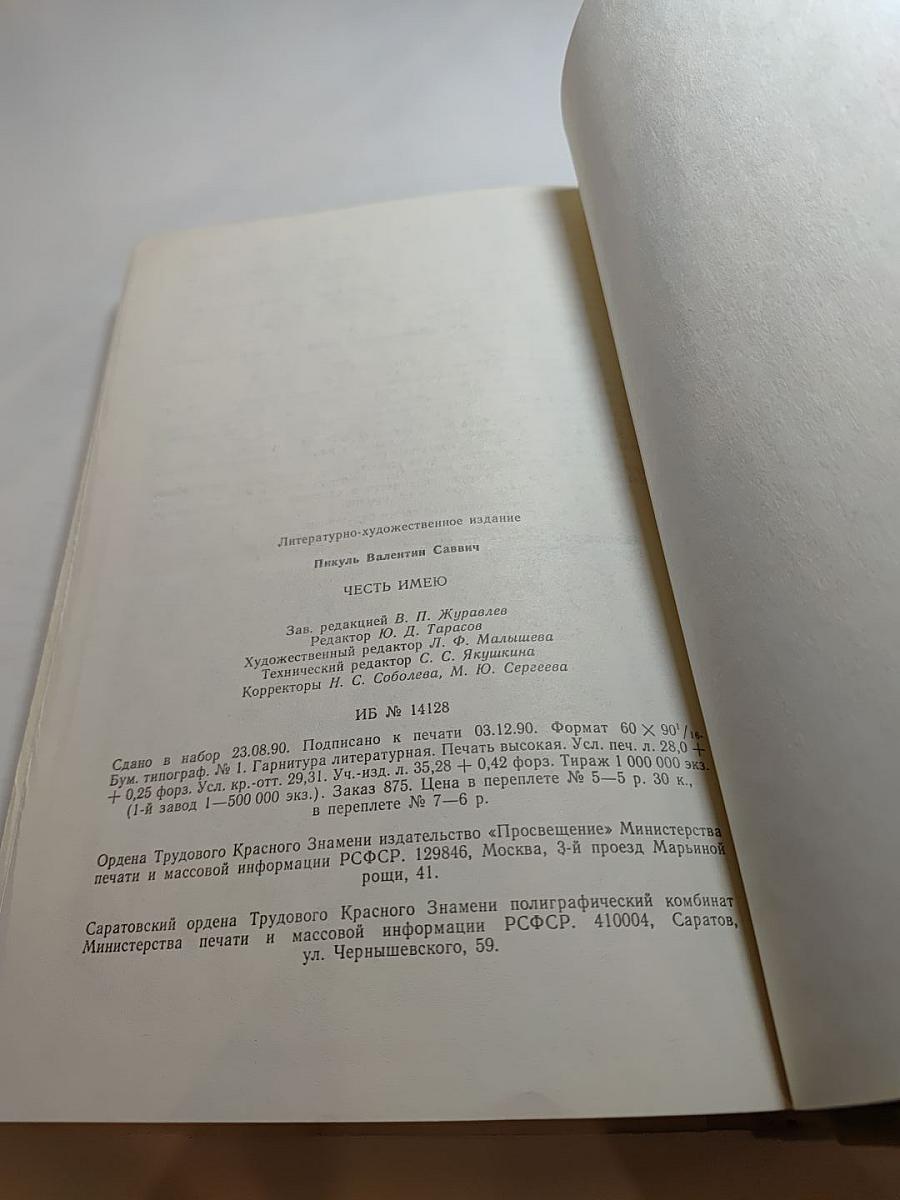 Литературно-художественное издание
Пикуль Валентин Саввич
ЧЕСТЬ ИМЕЮ
Зав. редакцией В. П. Журавлев
Редактор Ю. Д. Тарасов
Художественный редактор Л. Ф. Малышева
Технический редактор С. С. Якушкина
Корректоры Н. С. Соболева, М. Ю. Сергеева
ИБ № 14128
Сдано в набор 23.08.90. Подписано к печати 03.12.90. Формат 60 × 90¹/₁₆.
Бум. типограф. № 1. Гарнитура литературная. Печать высокая. Усл. печ. л. 28,0 +
+ 0,25 форз. Усл. кр.-отт. 29,31. Уч.-изд. л. 35,28 + 0,42 форз. Тираж 1 000 000 экз.
(1-й завод 1—500 000 экз.). Заказ 875. Цена в переплете № 5—5 р. 30 к.,
в переплете № 7—6 р.
Ордена Трудового Красного Знамени издательство «Просвещение» Министерства
печати и массовой информации РСФСР. 129846, Москва, 3-й проезд Марьиной
рощи, 41.
Саратовский ордена Трудового Красного Знамени полиграфический комбинат
Министерства печати и массовой информации РСФСР. 410004, Саратов,
ул. Чернышевского, 59.